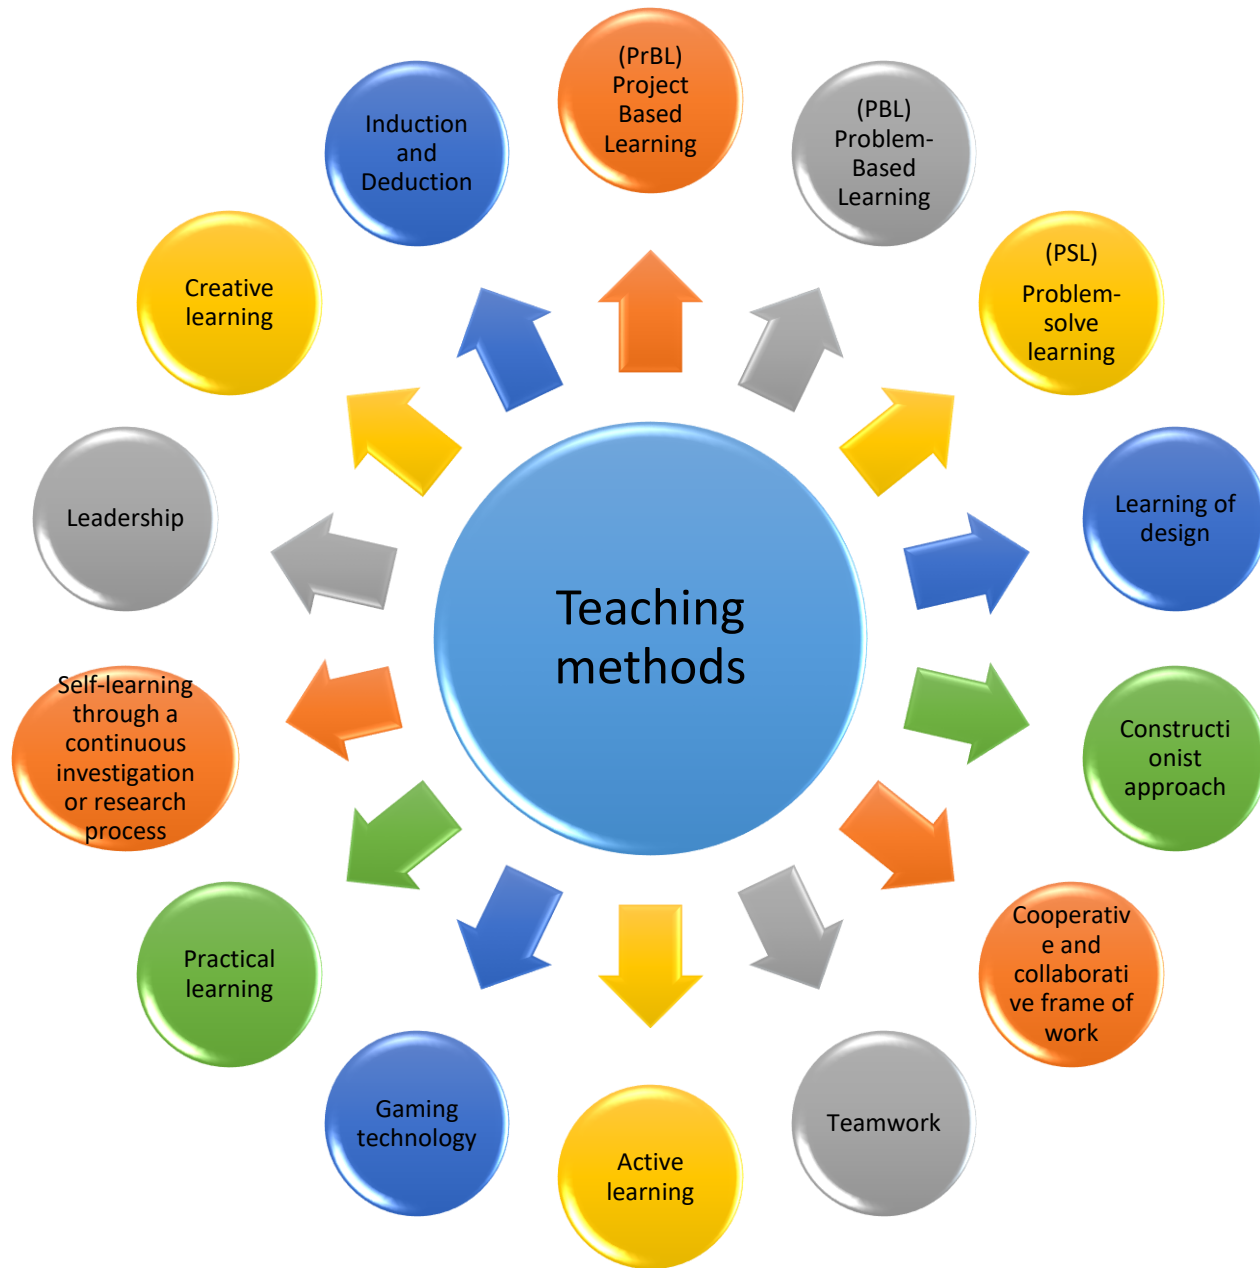 (PrBL)
Project
Based
Learning
(PBL)
Problem-
Based
Learning
(PSL)
Problem-
solve
learning
Learning of
design
Constructi
onist
approach
Cooperativ
e and
collaborati
ve frame of
work
Teamwork
Active
learning
Gaming
technology
Practical
learning
Self-learning
through a
continuous
investigation
or research
process
Leadership
Creative
learning
Induction
and
Deduction
Teaching
methods